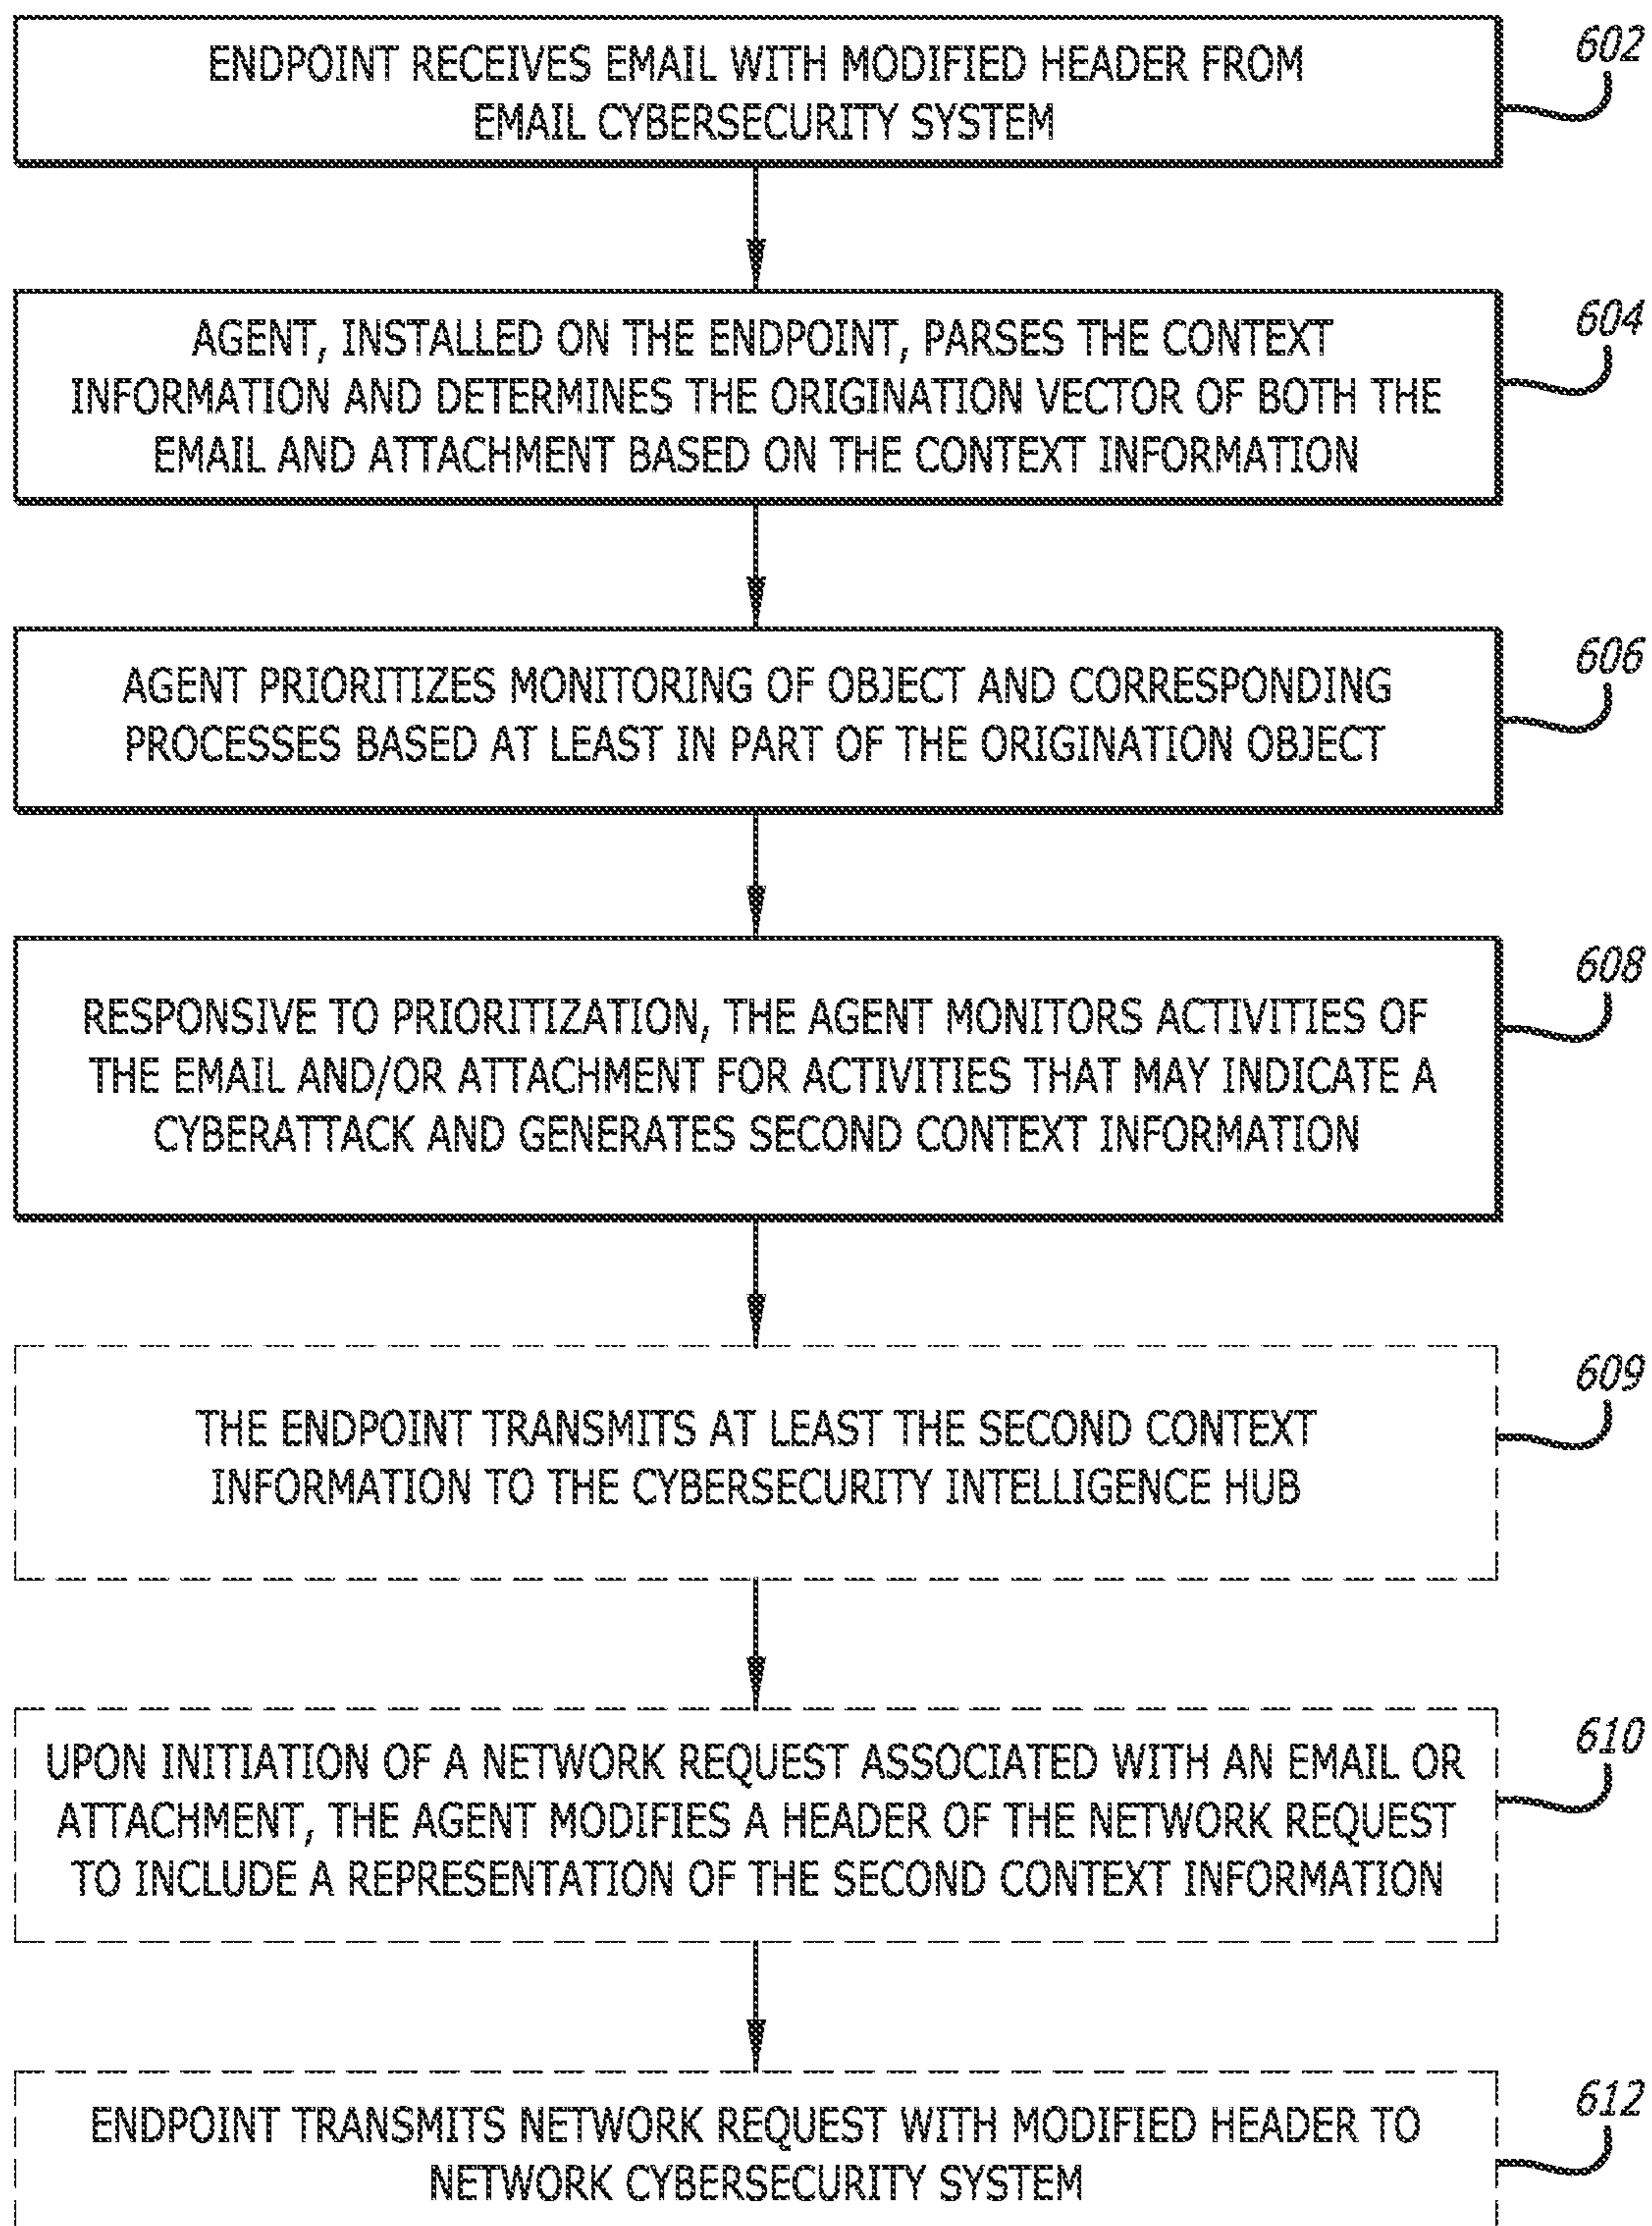 ENDPOINT RECEIVES EMAIL WITH MODIFIED HEADER FROM
EMAIL CYBERSECURITY SYSTEM
602
AGENT, INSTALLED ON THE ENDPOINT, PARSES THE CONTEXT
INFORMATION AND DETERMINES THE ORIGINATION VECTOR OF BOTH THE
EMAIL AND ATTACHMENT BASED ON THE CONTEXT INFORMATION
604
AGENT PRIORITIZES MONITORING OF OBJECT AND CORRESPONDING
PROCESSES BASED AT LEAST IN PART OF THE ORIGINATION OBJECT
606
RESPONSIVE TO PRIORITIZATION, THE AGENT MONITORS ACTIVITIES OF
THE EMAIL AND/OR ATTACHMENT FOR ACTIVITIES THAT MAY INDICATE A
CYBERATTACK AND GENERATES SECOND CONTEXT INFORMATION
608
THE ENDPOINT TRANSMITS AT LEAST THE SECOND CONTEXT
INFORMATION TO THE CYBERSECURITY INTELLIGENCE HUB
609
UPON INITIATION OF A NETWORK REQUEST ASSOCIATED WITH AN EMAIL OR
ATTACHMENT, THE AGENT MODIFIES A HEADER OF THE NETWORK REQUEST
TO INCLUDE A REPRESENTATION OF THE SECOND CONTEXT INFORMATION
610
ENDPOINT TRANSMITS NETWORK REQUEST WITH MODIFIED HEADER TO
NETWORK CYBERSECURITY SYSTEM
612